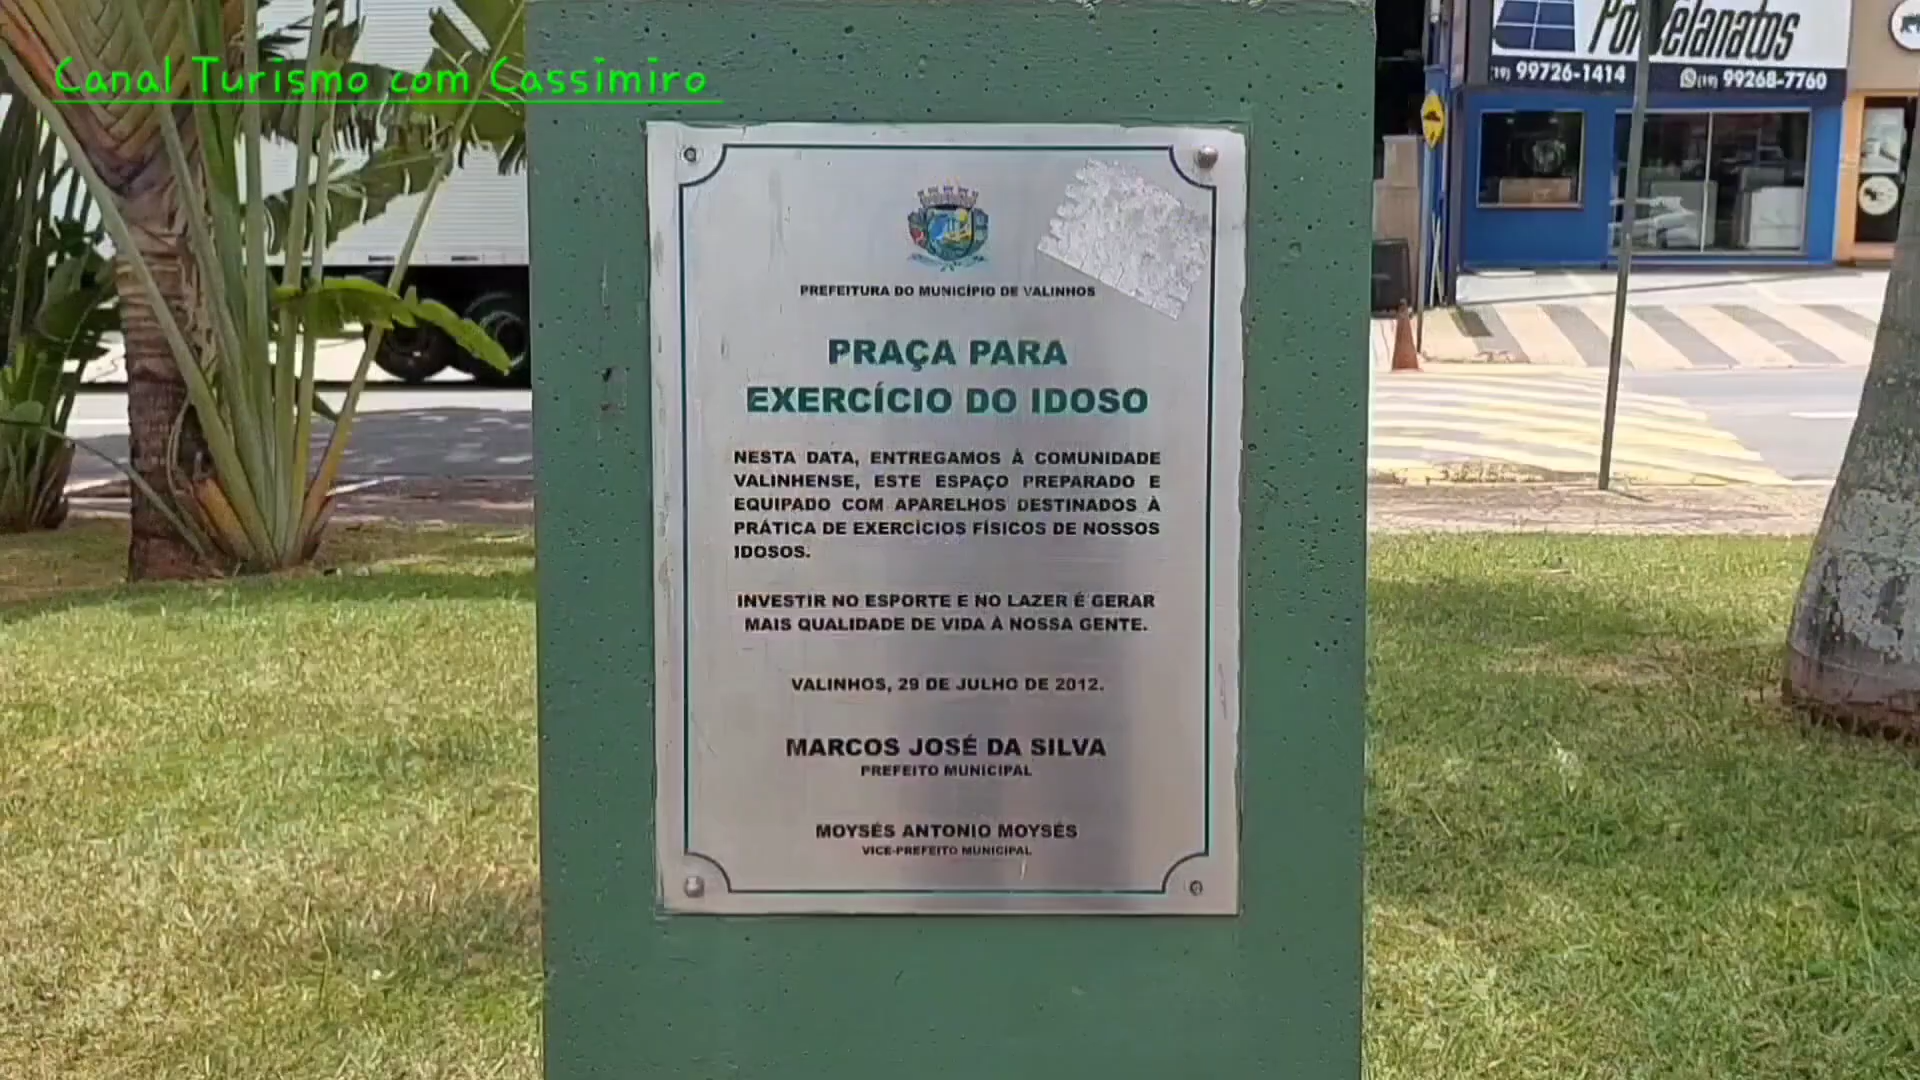 Canal Turismo com Cassimiro
Porcelanatos
(19) 99726-1414 (19) 99268-7760
PREFEITURA DO MUNICÍPIO DE VALINHOS
PRAÇA PARA
EXERCÍCIO DO IDOSO
NESTA DATA, ENTREGAMOS À COMUNIDADE
VALINHENSE, ESTE ESPAÇO PREPARADO E
EQUIPADO COM APARELHOS DESTINADOS À
PRÁTICA DE EXERCÍCIOS FÍSICOS DE NOSSOS
IDOSOS.
INVESTIR NO ESPORTE E NO LAZER É GERAR
MAIS QUALIDADE DE VIDA À NOSSA GENTE.
VALINHOS, 29 DE JULHO DE 2012.
MARCOS JOSÉ DA SILVA
PREFEITO MUNICIPAL
MOYSÉS ANTONIO MOYSÉS
VICE-PREFEITO MUNICIPAL